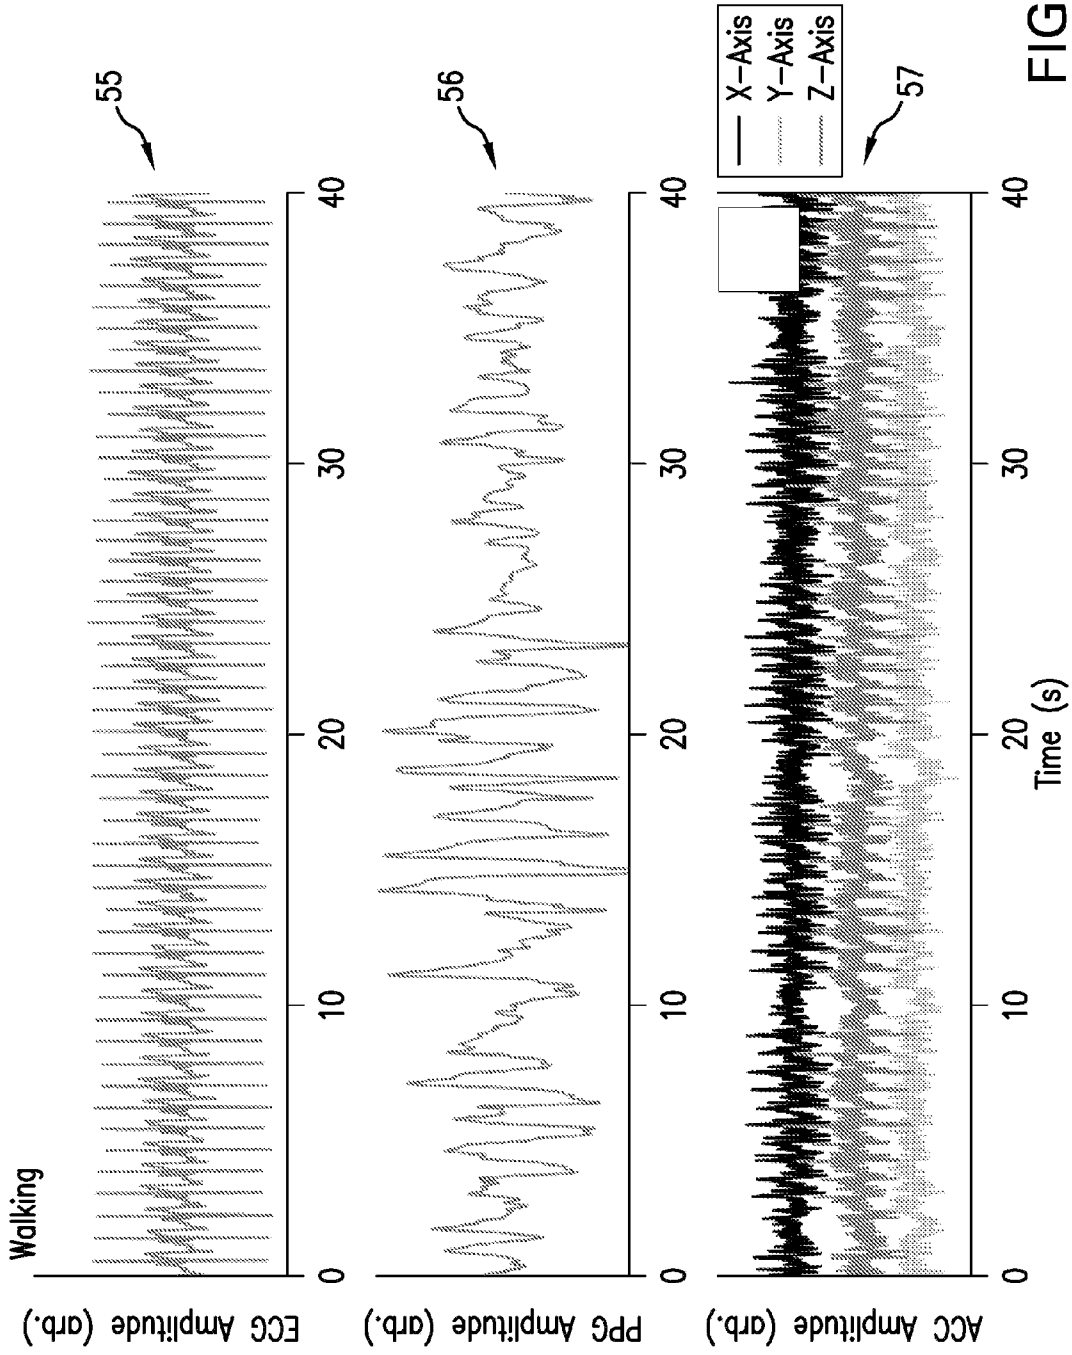 Walking
ECG Amplitude (arb.)
55
0
10
20
30
40
PPG Amplitude (arb.)
56
0
10
20
30
40
ACC Amplitude (arb.)
X-Axis
Y-Axis
Z-Axis
57
0
10
20
30
40
Time (s)
FIG